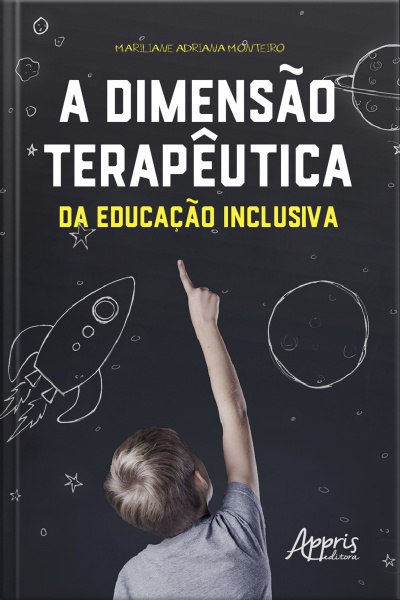 MARILIANE ADRIANA MONTEIRO
A DIMENSÃO
TERAPÊUTICA
DA EDUCAÇÃO INCLUSIVA
Appris
editora